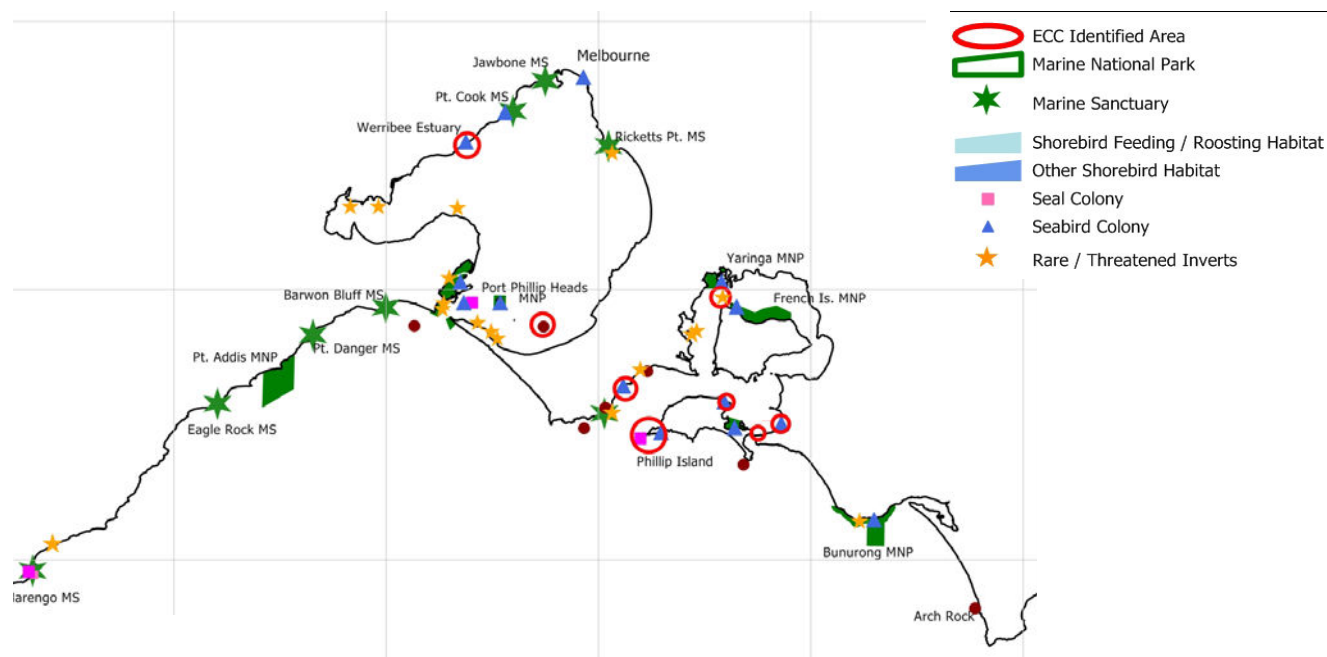 Melbourne
Jawbone MS
Pt. Cook MS
Werribee Estuary
Ricketts Pt. MS
Yaringa MNP
Port Phillip Heads
MNP
French Is. MNP
Barwon Bluff MS
Pt. Danger MS
Pt. Addis MNP
Eagle Rock MS
Phillip Island
Bunurong MNP
larengo MS
Arch Rock
ECC Identified Area
Marine National Park
Marine Sanctuary
Shorebird Feeding / Roosting Habitat
Other Shorebird Habitat
Seal Colony
Seabird Colony
Rare / Threatened Inverts